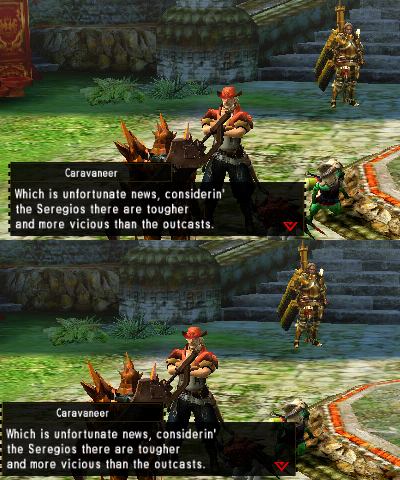 Caravaneer
Which is unfortunate news, considerin'
the Seregios there are tougher
and more vicious than the outcasts.
Caravaneer
Which is unfortunate news, considerin'
the Seregios there are tougher
and more vicious than the outcasts.